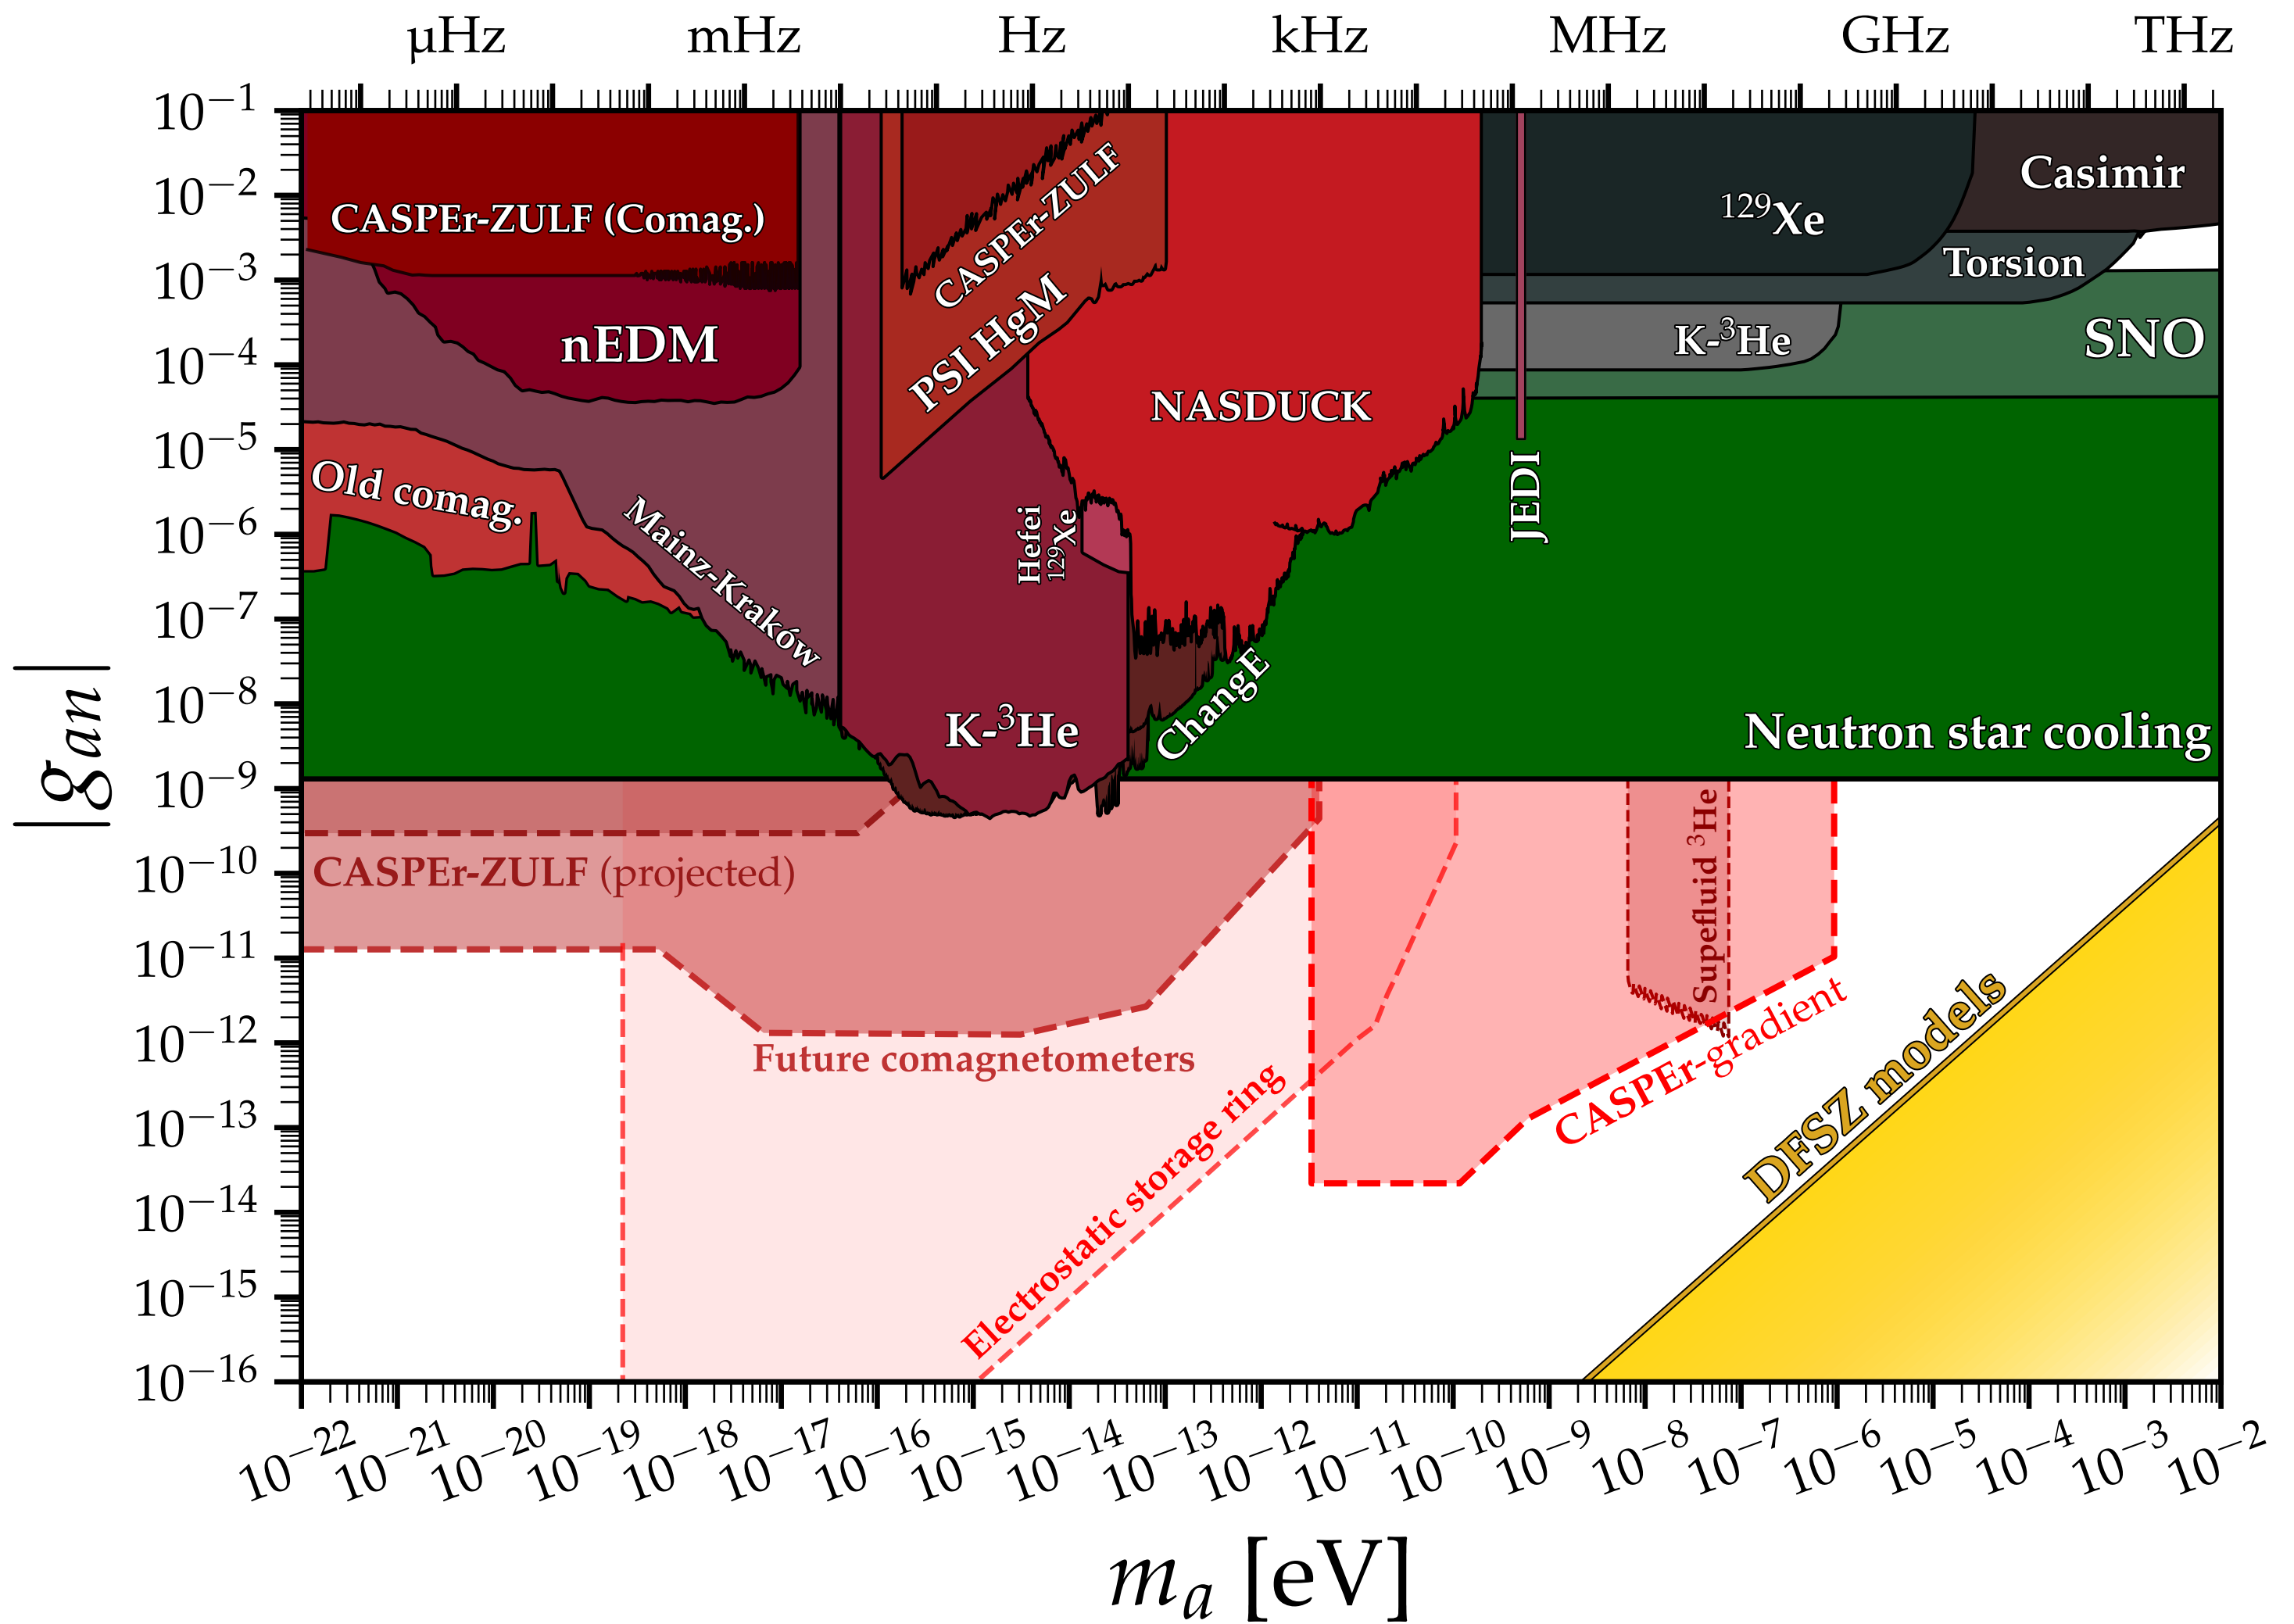 μHz mHz Hz kHz MHz GHz THz
10⁻¹
10⁻²
10⁻³
10⁻⁴
10⁻⁵
10⁻⁶
10⁻⁷
10⁻⁸
10⁻⁹
10⁻¹⁰
10⁻¹¹
10⁻¹²
10⁻¹³
10⁻¹⁴
10⁻¹⁵
10⁻¹⁶
|gₐₙ|
CASPEr-ZULF (Comag.)
nEDM
Old comag.
Mainz-Kraków
CASPEr-ZULF
PSI HgM
NASDUCK
Hefei
¹²⁹Xe
K-³He
ChangE
JEDI
¹²⁹Xe
Casimir
Torsion
K-³He
SNO
Neutron star cooling
CASPEr-ZULF (projected)
Future comagnetometers
Electrostatic storage ring
Supefluid ³He
CASPEr-gradient
DFSZ models
10⁻²² 10⁻²¹ 10⁻²⁰ 10⁻¹⁹ 10⁻¹⁸ 10⁻¹⁷ 10⁻¹⁶ 10⁻¹⁵ 10⁻¹⁴ 10⁻¹³ 10⁻¹² 10⁻¹¹ 10⁻¹⁰ 10⁻⁹ 10⁻⁸ 10⁻⁷ 10⁻⁶ 10⁻⁵ 10⁻⁴ 10⁻³ 10⁻²
mₐ [eV]